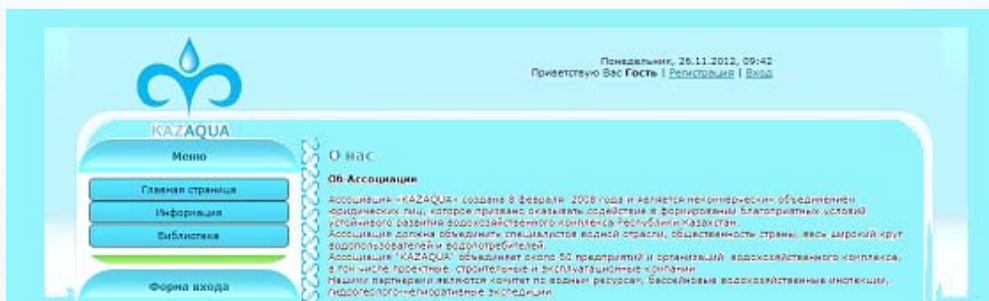 Понедельник, 26.11.2012, 09:42
Приветствую Вас Гость | Регистрация | Вход
KAZAQUA
Меню
Главная страница
Информация
Библиотека
Форма входа
О нас
Об Ассоциации
Ассоциация «KAZAQUA» создана 8 февраля 2008 года и является некоммерческим объединением
юридических лиц, которое призвано оказывать содействие в формировании благоприятных условий
устойчивого развития водохозяйственного комплекса Республики Казахстан.
Ассоциация должна объединить специалистов водной отрасли, общественность страны, весь широкий круг
водопользователей и водопотребителей.
Ассоциация "KAZAQUA" объединяет около 50 предприятий и организаций водохозяйственного комплекса,
в том числе проектные, строительные и эксплуатационные компании
Нашими партнерами являются комитет по водным ресурсам, бассейновые водохозяйственные инспекции,
гидрогеолого-мелиоративные экспедиции